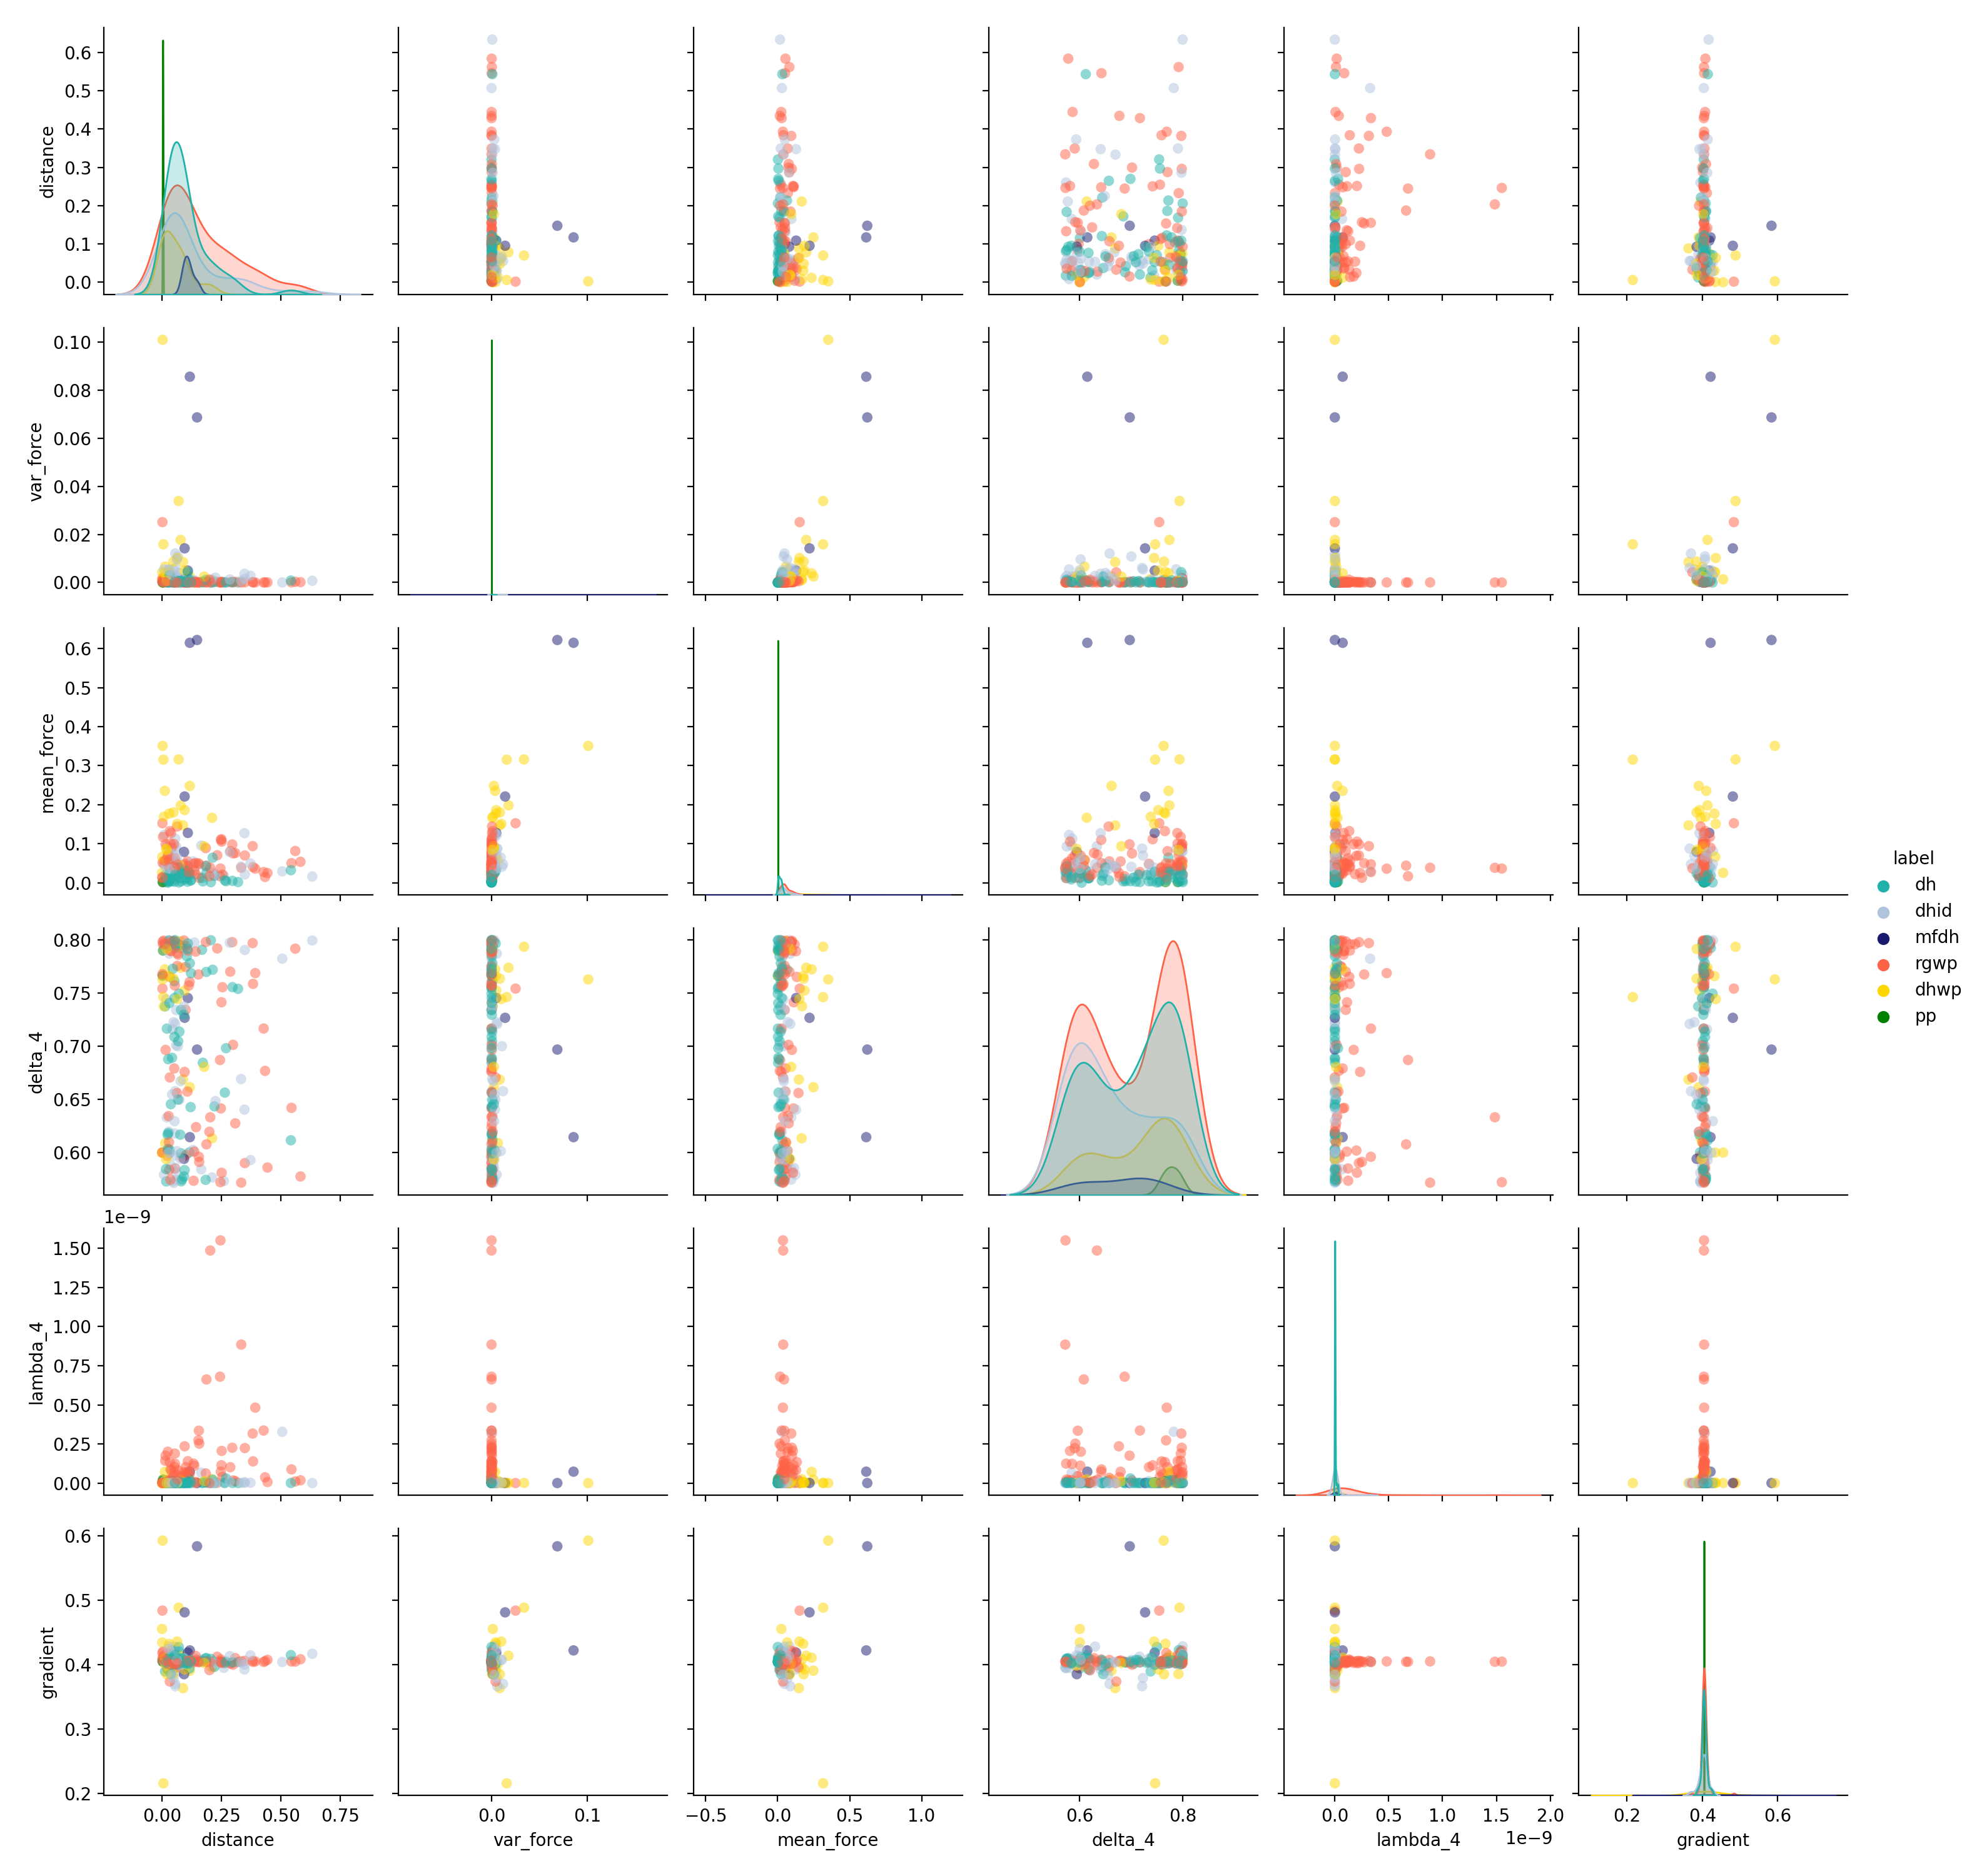 0.6
0.5
0.4
0.3
0.2
0.1
0.0
distance
0.10
0.08
0.06
0.04
0.02
0.00
var_force
0.6
0.5
0.4
0.3
0.2
0.1
0.0
mean_force
label
dh
dhid
mfdh
rgwp
dhwp
pp
0.80
0.75
0.70
0.65
0.60
delta_4
1e−9
1.50
1.25
1.00
0.75
0.50
0.25
0.00
lambda_4
0.6
0.5
0.4
0.3
0.2
gradient
0.00 0.25 0.50 0.75
distance
0.0 0.1
var_force
−0.5 0.0 0.5 1.0
mean_force
0.6 0.8
delta_4
0.0 0.5 1.0 1.5 2.0
1e−9
lambda_4
0.2 0.4 0.6
gradient